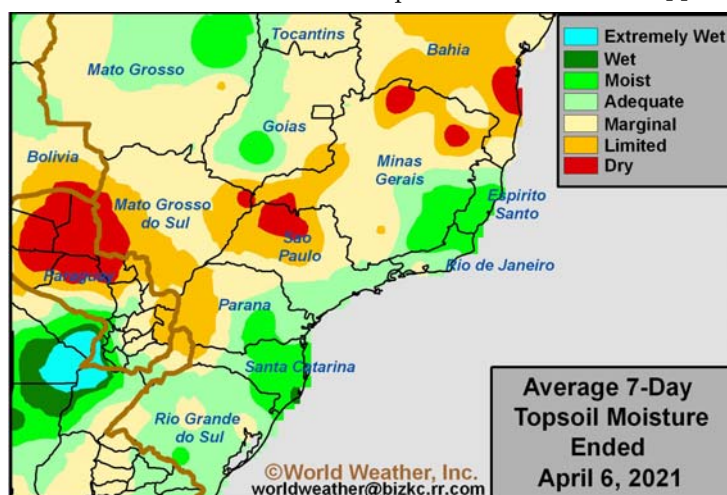 Tocantins
Bahia
Mato Grosso
Goias
Bolivia
Minas
Gerais
Mato Grosso
do Sul
Espirito
Santo
Sao
Paulo
Paraguay
Rio de Janeiro
Parana
Santa Catarina
Rio Grande
do Sul
Extremely Wet
Wet
Moist
Adequate
Marginal
Limited
Dry
Average 7-Day
Topsoil Moisture
Ended
April 6, 2021
©World Weather, Inc.
worldweather@bizkc.rr.com